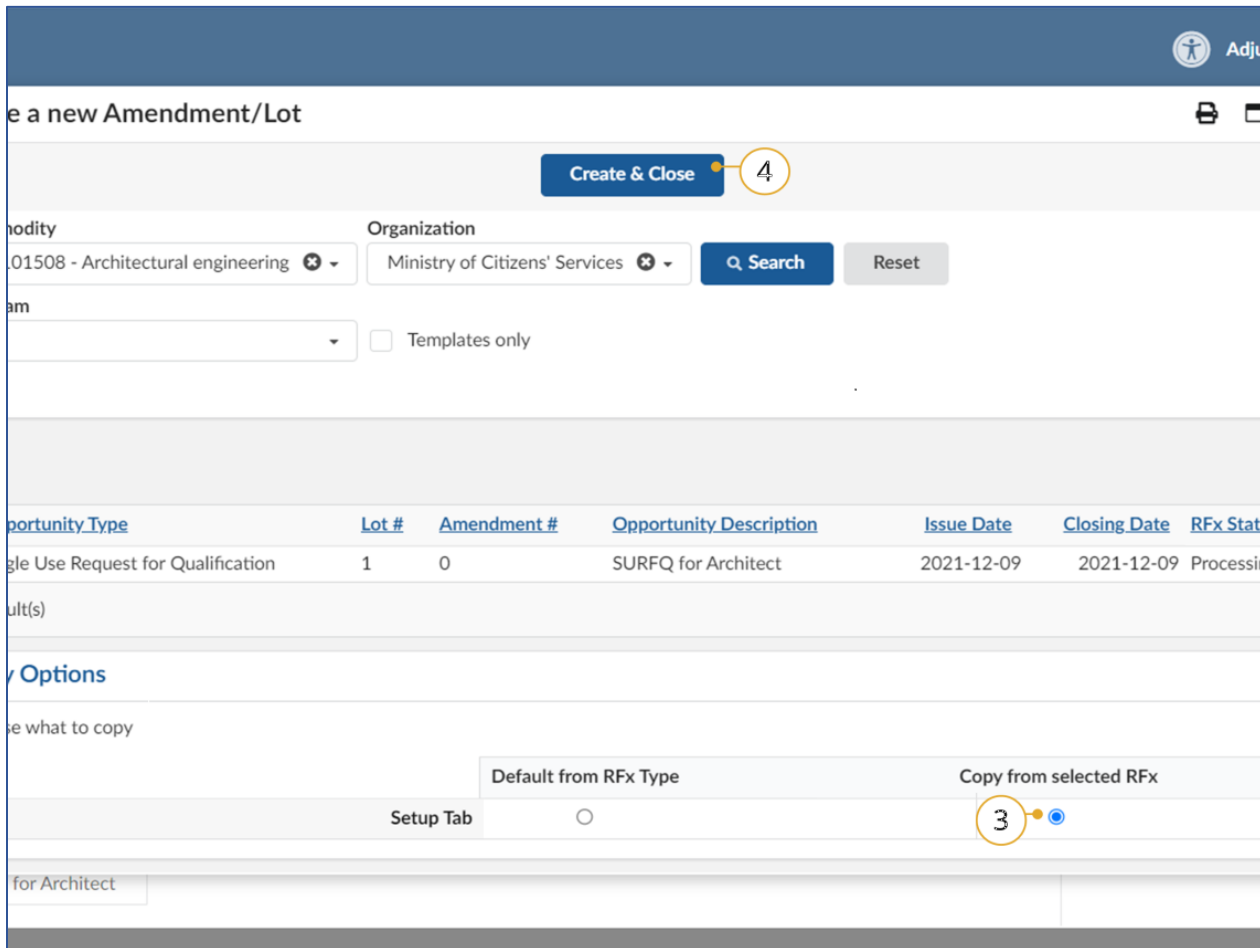 Adju
e a new Amendment/Lot
Create & Close 4
nodity Organization
.01508 - Architectural engineering Ministry of Citizens' Services Search Reset
am
Templates only
portunity Type Lot # Amendment # Opportunity Description Issue Date Closing Date RFx Stat
gle Use Request for Qualification 1 0 SURFQ for Architect 2021-12-09 2021-12-09 Processi
ult(s)
y Options
se what to copy
Default from RFx Type Copy from selected RFx
Setup Tab 3
for Architect